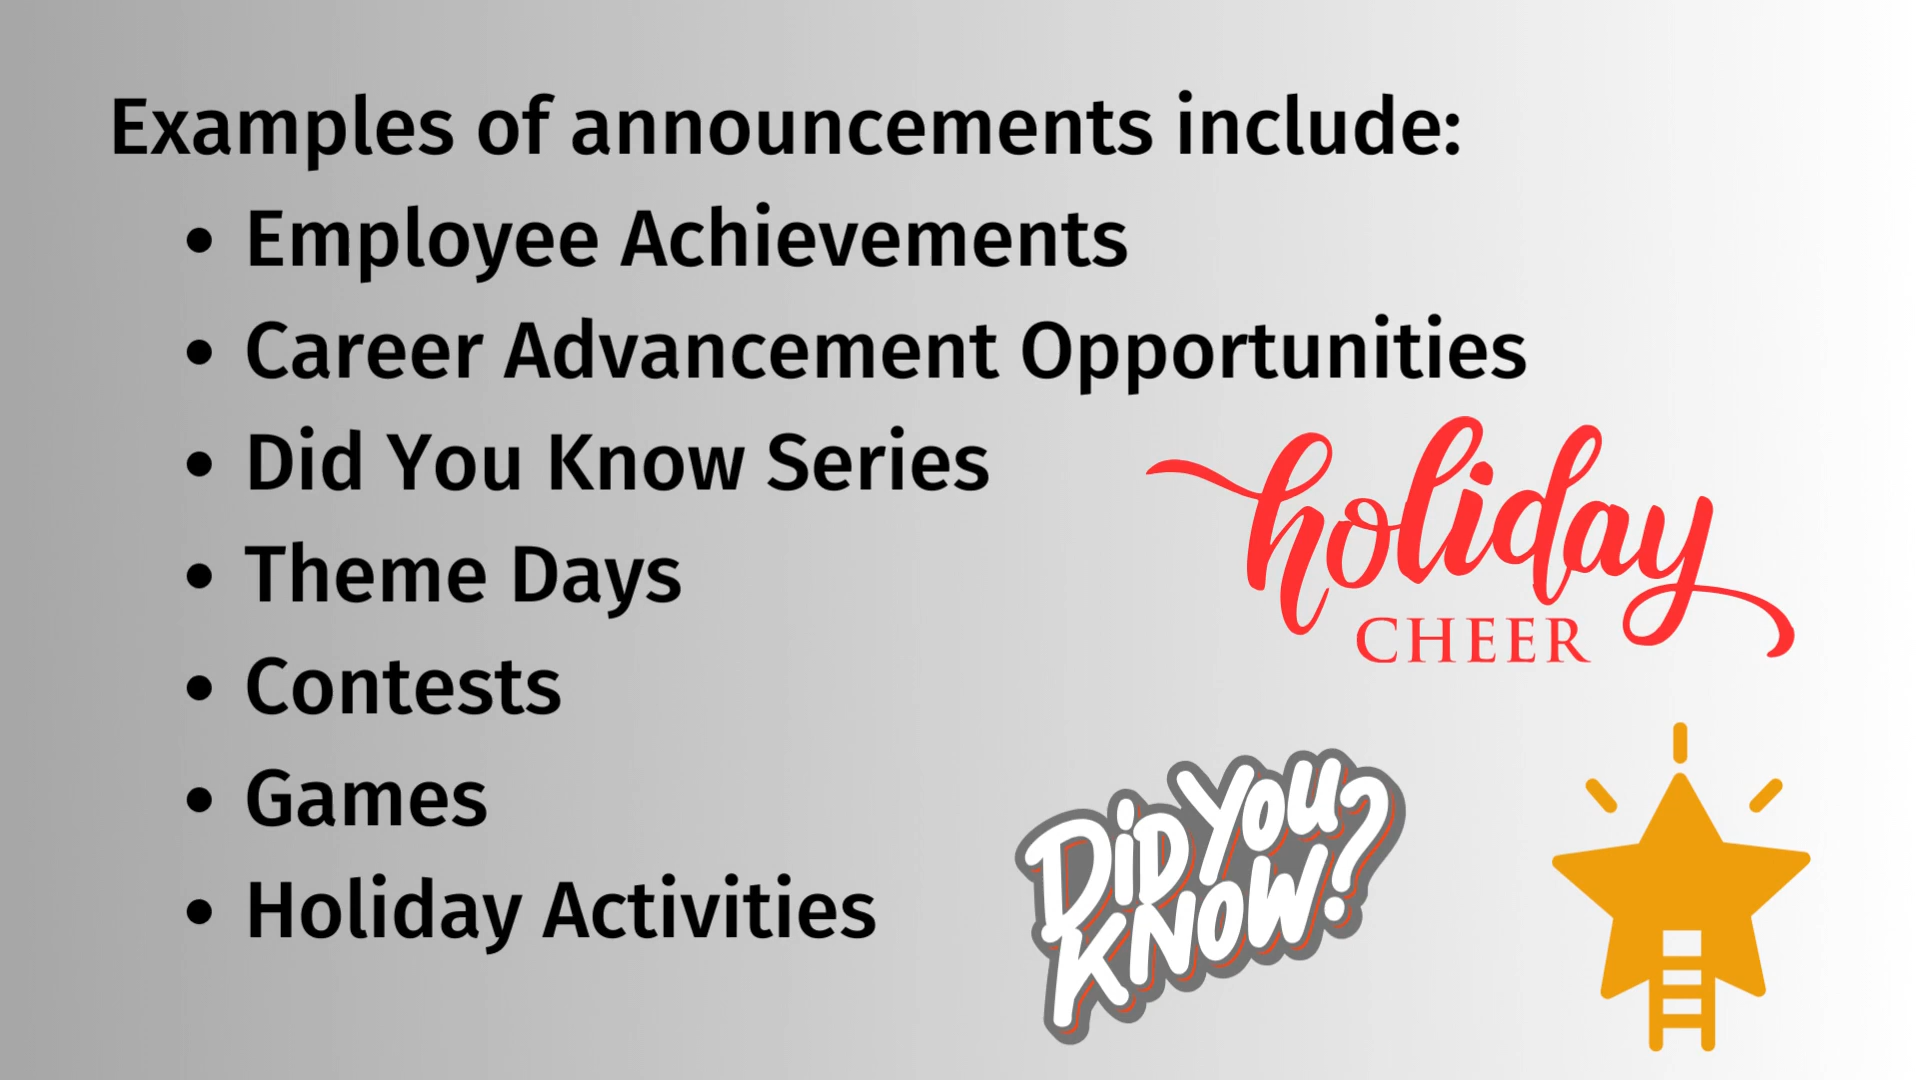 Examples of announcements include:
• Employee Achievements
• Career Advancement Opportunities
• Did You Know Series
• Theme Days
• Contests
• Games
• Holiday Activities
holiday
CHEER
DiD You
KNOW?